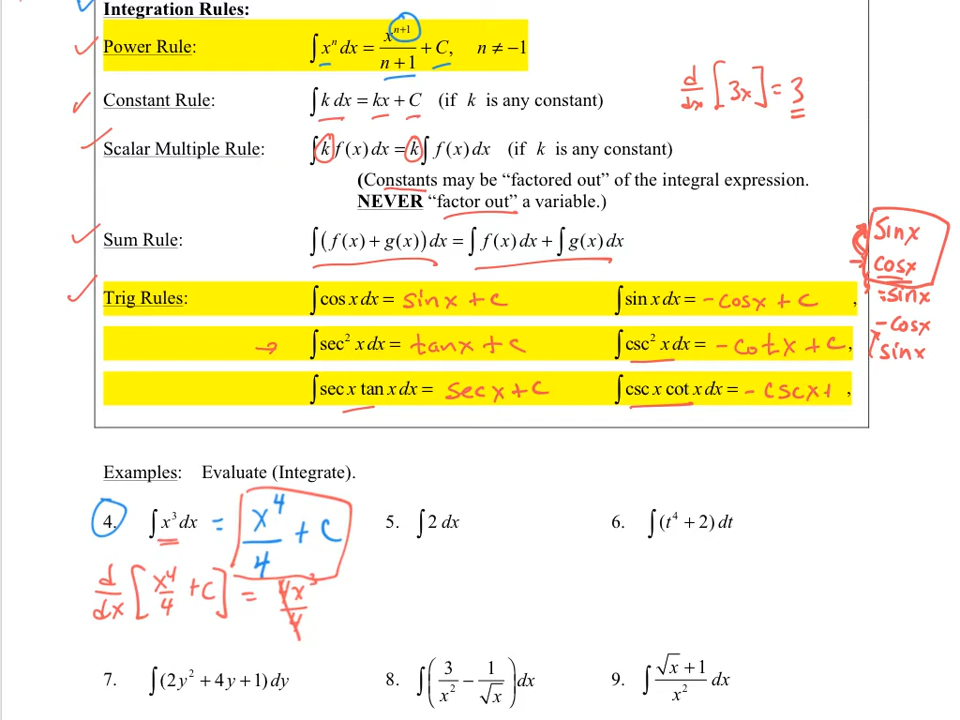 Integration Rules:
Power Rule: ∫ xⁿ dx = xⁿ⁺¹/(n+1) + C, n ≠ −1
d/dx [3x] = 3
Constant Rule: ∫ k dx = kx + C (if k is any constant)
Scalar Multiple Rule: ∫ k f(x) dx = k ∫ f(x) dx (if k is any constant)
(Constants may be “factored out” of the integral expression.
NEVER “factor out” a variable.)
Sum Rule: ∫ (f(x) + g(x)) dx = ∫ f(x) dx + ∫ g(x) dx
sinx
cosx
-sinx
-cosx
sinx
Trig Rules: ∫ cos x dx = sinx + C ∫ sin x dx = -cosx + C ,
∫ sec² x dx = tanx + C ∫ csc² x dx = -cotx + C ,
∫ sec x tan x dx = secx + C ∫ csc x cot x dx = - cscx + ,
Examples: Evaluate (Integrate).
4. ∫ x³ dx = x⁴/4 + C 5. ∫ 2 dx 6. ∫ (t⁴ + 2) dt
d/dx [x⁴/4 + C] = 4x³/4
7. ∫ (2y² + 4y + 1) dy 8. ∫ (3/x² − 1/√x) dx 9. ∫ (√x + 1)/x² dx